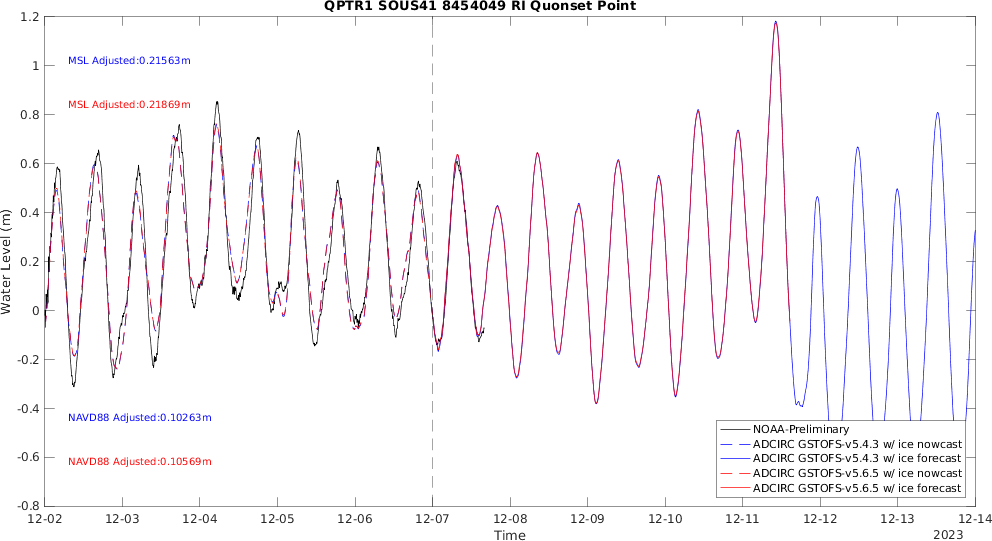 QPTR1 SOUS41 8454049 RI Quonset Point
1.2
1
0.8
0.6
0.4
0.2
0
-0.2
-0.4
-0.6
-0.8
Water Level (m)
MSL Adjusted:0.21563m
MSL Adjusted:0.21869m
NAVD88 Adjusted:0.10263m
NAVD88 Adjusted:0.10569m
NOAA-Preliminary
ADCIRC GSTOFS-v5.4.3 w/ ice nowcast
ADCIRC GSTOFS-v5.4.3 w/ ice forecast
ADCIRC GSTOFS-v5.6.5 w/ ice nowcast
ADCIRC GSTOFS-v5.6.5 w/ ice forecast
12-02 12-03 12-04 12-05 12-06 12-07 12-08 12-09 12-10 12-11 12-12 12-13 12-14
Time
2023